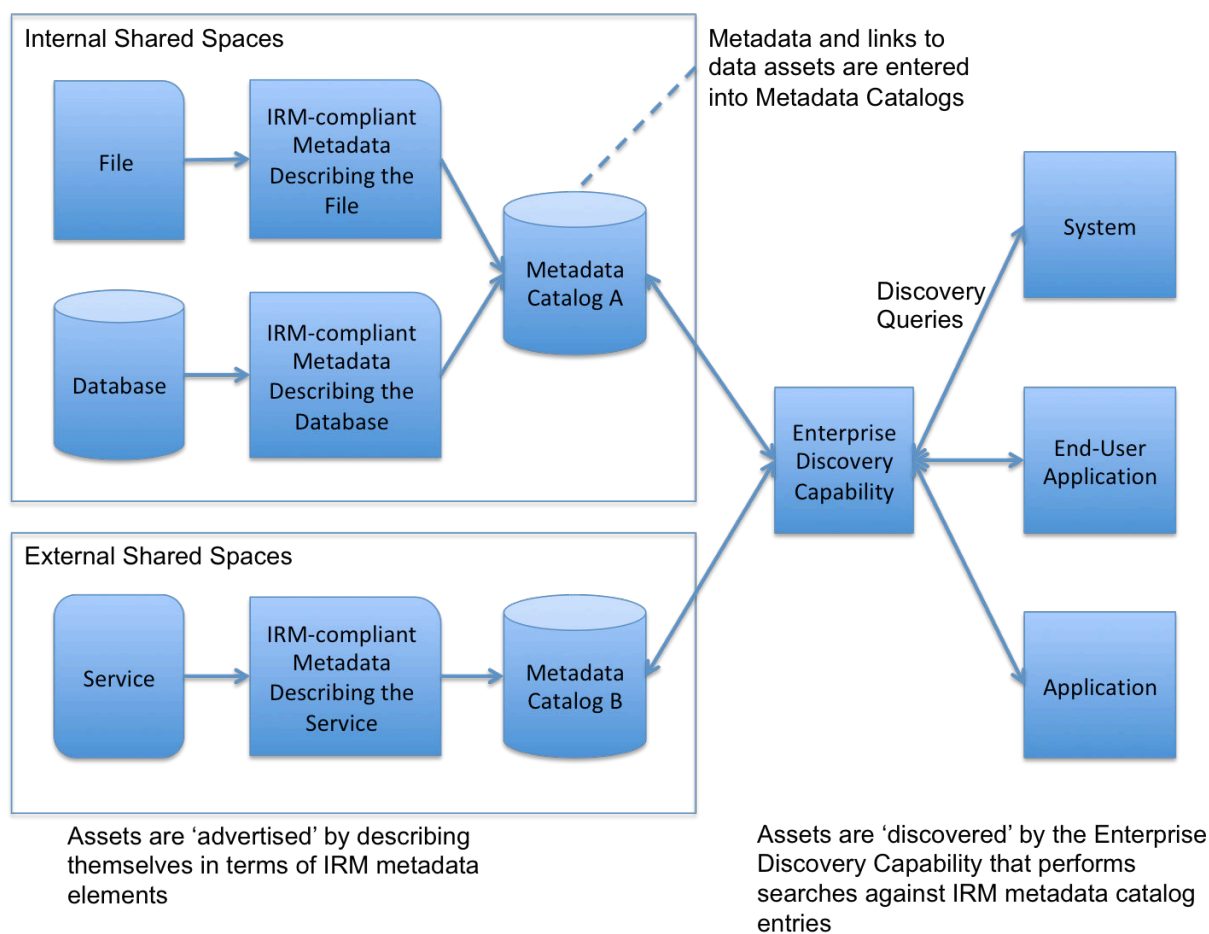 Internal Shared Spaces
Metadata and links to
data assets are entered
into Metadata Catalogs
File
IRM-compliant
Metadata
Describing the
File
Metadata
Catalog A
System
Database
IRM-compliant
Metadata
Describing the
Database
Discovery
Queries
Enterprise
Discovery
Capability
End-User
Application
External Shared Spaces
Service
IRM-compliant
Metadata
Describing the
Service
Metadata
Catalog B
Application
Assets are ‘advertised’ by describing
themselves in terms of IRM metadata
elements
Assets are ‘discovered’ by the Enterprise
Discovery Capability that performs
searches against IRM metadata catalog
entries